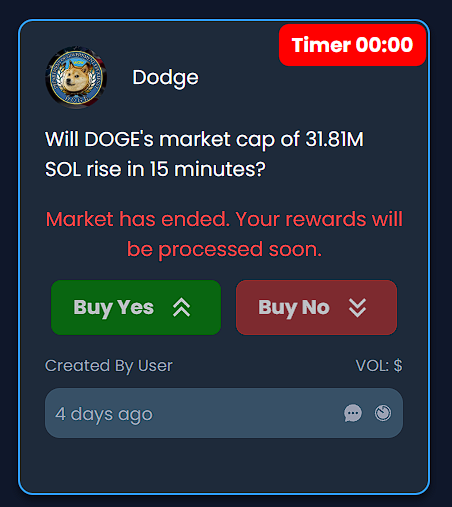 Timer 00:00
Dodge
Will DOGE's market cap of 31.81M
SOL rise in 15 minutes?
Market has ended. Your rewards will
be processed soon.
Buy Yes
Buy No
Created By User
VOL: $
4 days ago